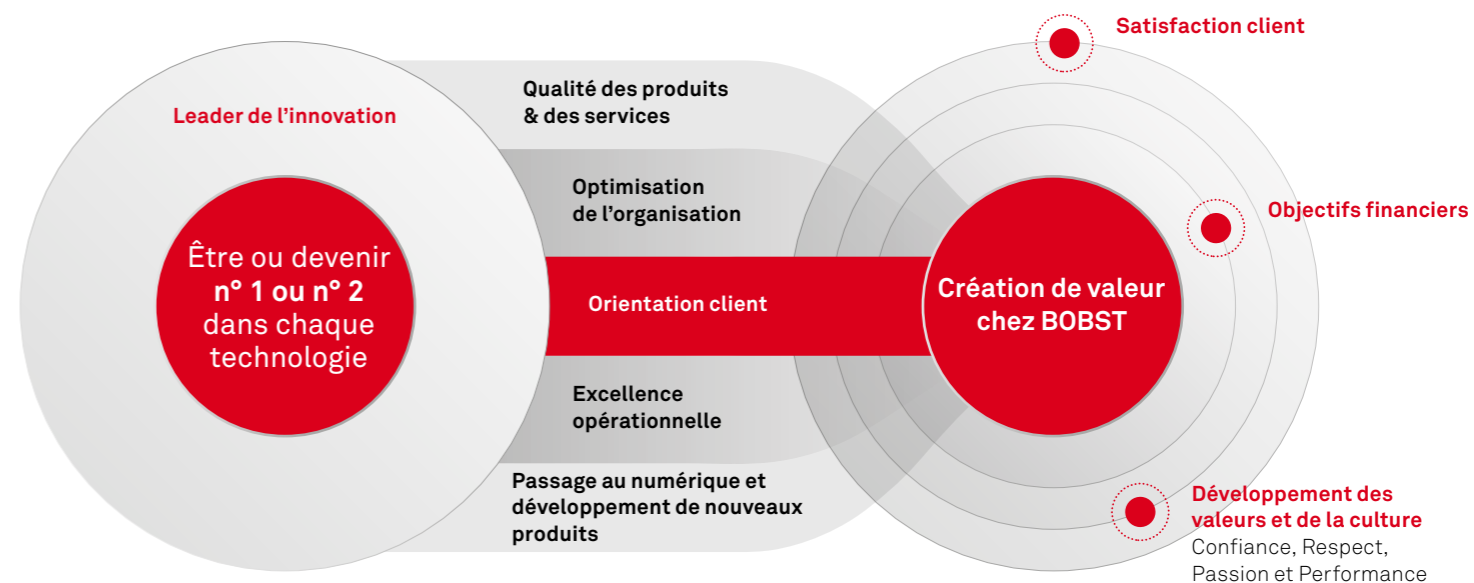 Leader de l’innovation
Être ou devenir
n° 1 ou n° 2
dans chaque
technologie
Qualité des produits
& des services
Optimisation
de l’organisation
Orientation client
Excellence
opérationnelle
Passage au numérique et
développement de nouveaux
produits
Création de valeur
chez BOBST
Satisfaction client
Objectifs financiers
Développement des
valeurs et de la culture
Confiance, Respect,
Passion et Performance